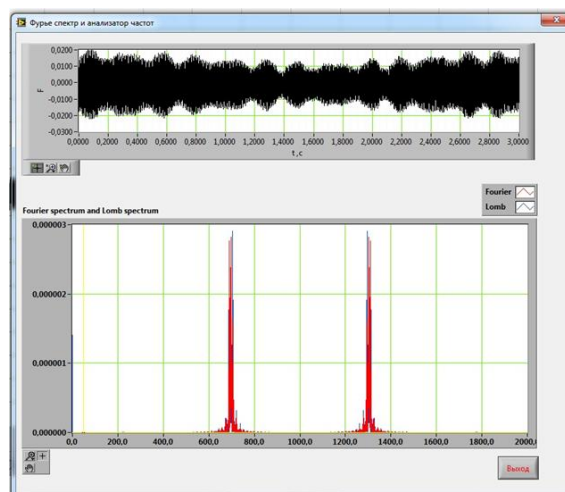 Фурье спектр и анализатор частот
0,0200
0,0100
0,0000
-0,0100
-0,0200
-0,0300
F
0,0000 0,2000 0,4000 0,6000 0,8000 1,0000 1,2000 1,4000 1,6000 1,8000 2,0000 2,2000 2,4000 2,6000 2,8000 3,0000
t,c
Fourier
Lomb
Fourier spectrum and Lomb spectrum
0,000003
0,000002
0,000001
0,000000
0,0 200,0 400,0 600,0 800,0 1000,0 1200,0 1400,0 1600,0 1800,0 2000,0
Выход